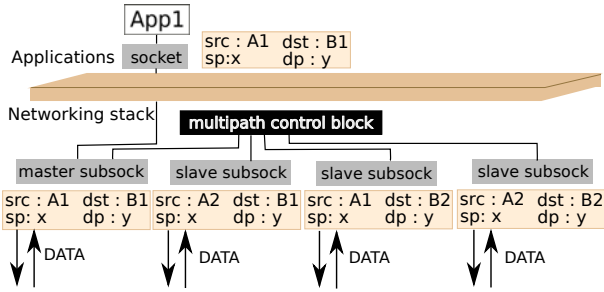 App1
Applications
socket
src : A1 dst : B1
sp:x dp : y
Networking stack
multipath control block
master subsock
slave subsock
slave subsock
slave subsock
src : A1 dst : B1
sp: x dp : y
src : A2 dst : B1
sp: x dp : y
src : A1 dst : B2
sp: x dp : y
src : A2 dst : B2
sp: x dp : y
DATA
DATA
DATA
DATA